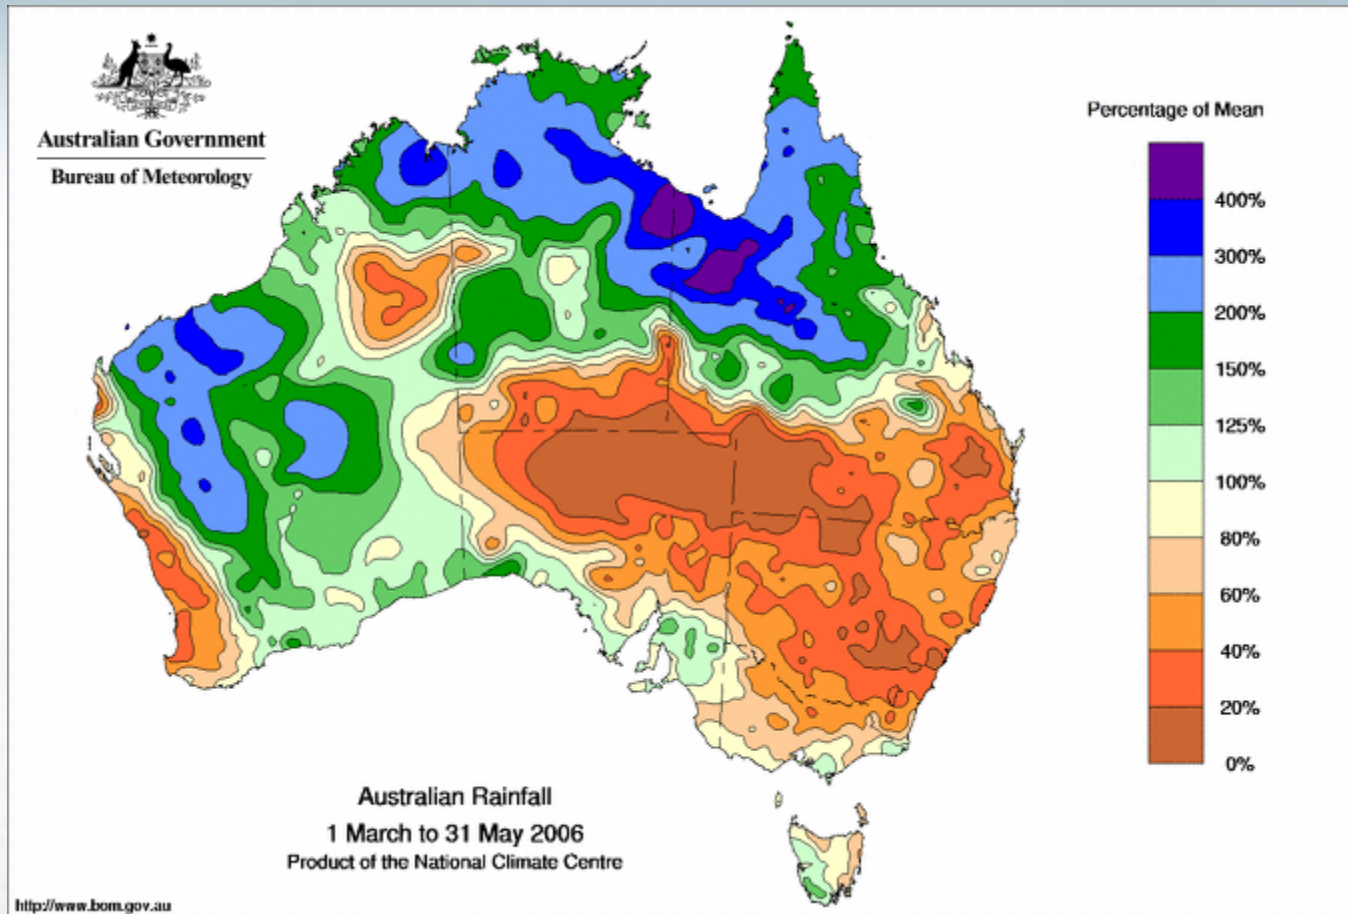 Australian Government
Bureau of Meteorology
Percentage of Mean
400%
300%
200%
150%
125%
100%
80%
60%
40%
20%
0%
Australian Rainfall
1 March to 31 May 2006
Product of the National Climate Centre
http://www.bom.gov.au